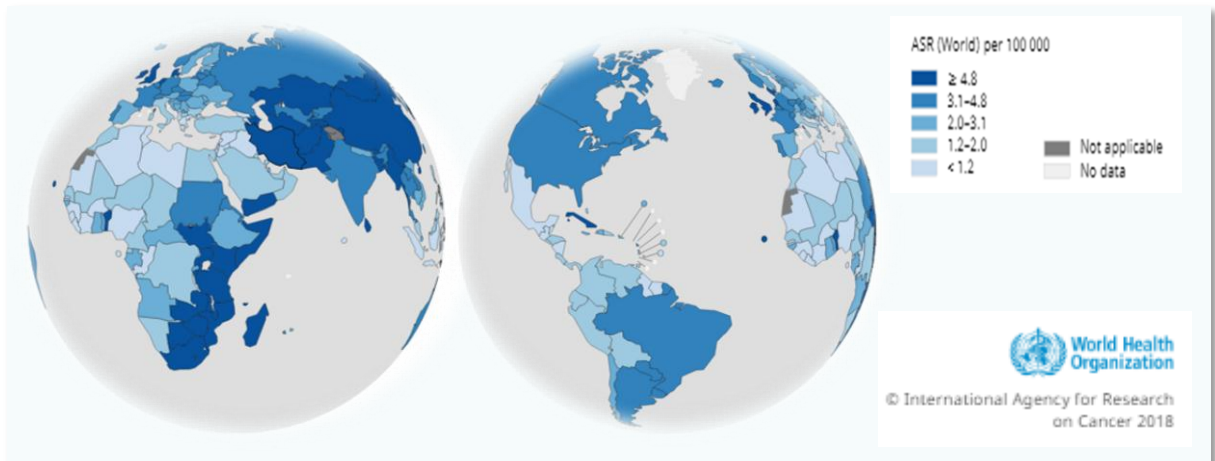 ASR (World) per 100 000
≥ 4.8
3.1–4.8
2.0–3.1
1.2–2.0
< 1.2
Not applicable
No data
World Health
Organization
© International Agency for Research
on Cancer 2018